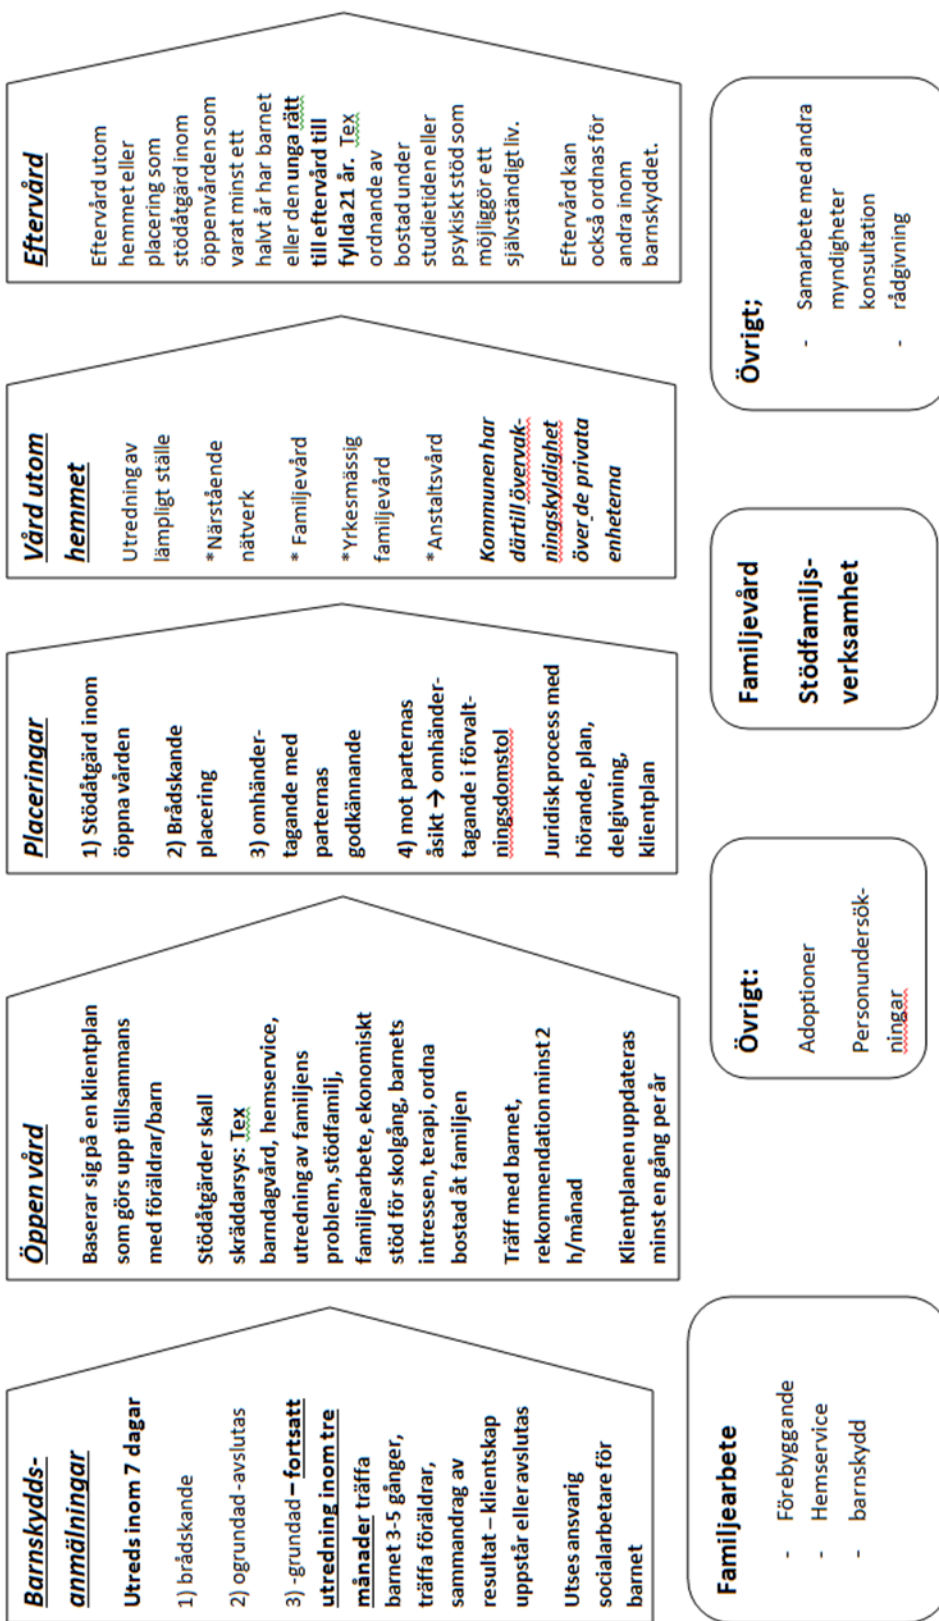 Barnskydds-
anmälningar
Utreds inom 7 dagar
1) brådskande
2) ogrundad -avslutas
3) -grundad – fortsatt
utredning inom tre
månader träffa
barnet 3-5 gånger,
träffa föräldrar,
sammandrag av
resultat – klientskap
uppstår eller avslutas
Utses ansvarig
socialarbetare för
barnet
Öppen vård
Baserar sig på en klientplan
som görs upp tillsammans
med föräldrar/barn
Stödåtgärder skall
skräddarsys: Tex
barndagvård, hemservice,
utredning av familjens
problem, stödfamilj,
familjearbete, ekonomiskt
stöd för skolgång, barnets
intressen, terapi, ordna
bostad åt familjen
Träff med barnet,
rekommendation minst 2
h/månad
Klientplanen uppdateras
minst en gång per år
Placeringar
1) Stödåtgärd inom
öppna vården
2) Brådskande
placering
3) omhänder-
tagande med
parternas
godkännande
4) mot parternas
åsikt → omhänder-
tagande i förvalt-
ningsdomstol
Juridisk process med
hörande, plan,
delgivning,
klientplan
Vård utom
hemmet
Utredning av
lämpligt ställe
*Närstående
nätverk
* Familjevård
*Yrkesmässig
familjevård
*Anstaltsvård
Kommunen har
därtill övervak-
ningskyldighet
över de privata
enheterna
Eftervård
Eftervård utom
hemmet eller
placering som
stödåtgärd inom
öppenvården som
varat minst ett
halvt år har barnet
eller den unga rätt
till eftervård till
fyllda 21 år. Tex
ordnande av
bostad under
studietiden eller
psykiskt stöd som
möjliggör ett
självständigt liv.
Eftervård kan
också ordnas för
andra inom
barnskyddet.
Familjearbete
- Förebyggande
- Hemservice
- barnskydd
Övrigt:
Adoptioner
Personundersök-
ningar
Familjevård
Stödfamiljs-
verksamhet
Övrigt;
- Samarbete med andra
myndigheter
konsultation
- rådgivning